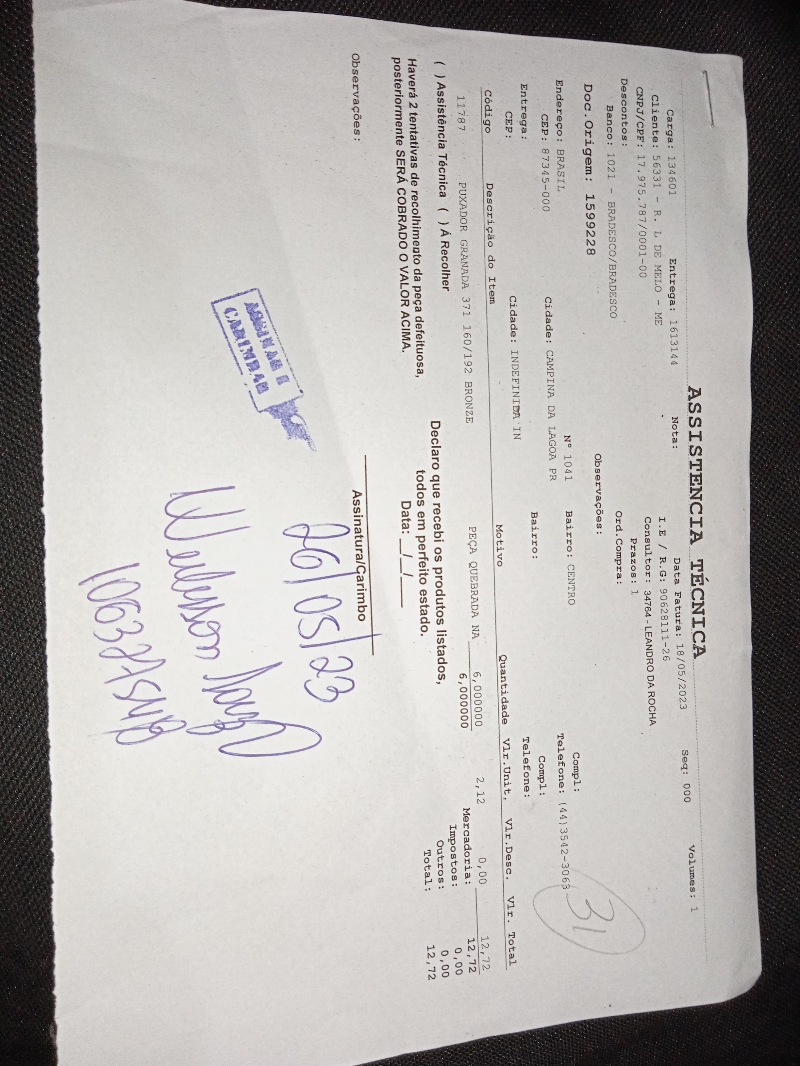 ASSISTENCIA TÉCNICA
Carga: 134601 Entrega: 1613144 Nota: Data Fatura: 18/05/2023 Seq: 000 Volumes: 1
Cliente: 56331 - R. L DE MELO - ME I.E / R.G: 90628111-26
CNPJ/CPF: 17.975.787/0001-00 Consultor: 34764 - LEANDRO DA ROCHA
Descontos: Prazos: 1
Banco: 1021 - BRADESCO/BRADESCO Ord.Compra:
Doc.Origem: 1599228 Observações:
31
Endereço: BRASIL Nº 1041 Bairro: CENTRO Compl:
CEP: 87345-000 Cidade: CAMPINA DA LAGOA PR Telefone: (44)3542-3063
Entrega: Bairro: Compl:
CEP: Cidade: INDEFINIDA IN Telefone:
Código Descrição do Item Motivo Quantidade Vlr.Unit. Vlr.Desc. Vlr. Total
11787 PUXADOR GRANADA 371 160/192 BRONZE PEÇA QUEBRADA NA 6,000000 2,12 0,00 12,72
6,000000 Mercadoria: 12,72
Impostos: 0,00
Outros: 0,00
Total: 12,72
( ) Assistência Técnica ( ) Á Recolher
Haverá 2 tentativas de recolhimento da peça defeituosa,
posteriormente SERÁ COBRADO O VALOR ACIMA.
Declaro que recebi os produtos listados,
todos em perfeito estado.
Data: __/__/____
Observações:
Assinatura/Carimbo
ASSINAR E
CARIMBAR
26/05/23